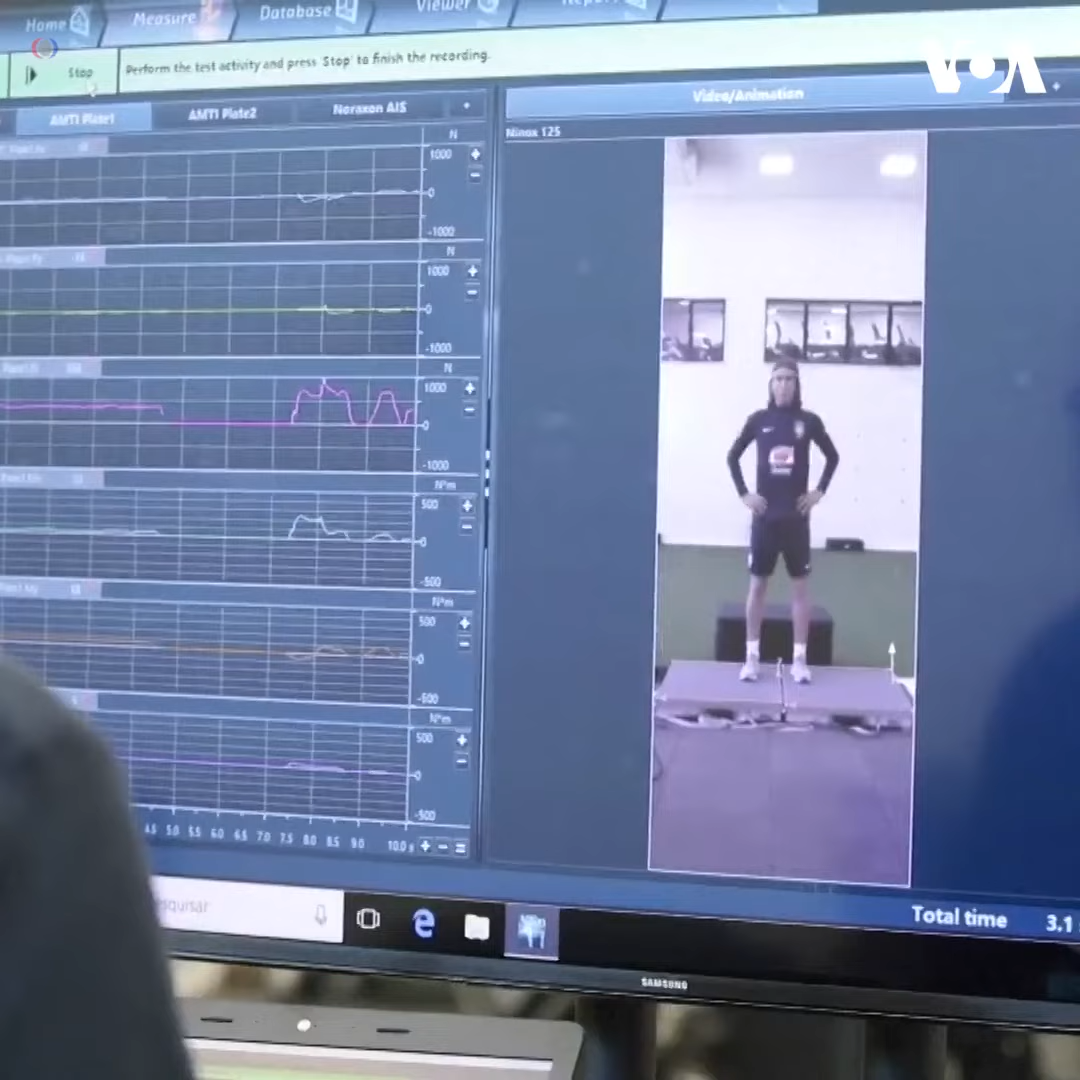 Home
Measure
Database
Viewer
Stop
Perform the test activity and press 'Stop' to finish the recording.
VOA
AMTI Plate1
AMTI Plate2
Noraxon AIS
Video/Animation
Ninox 125
N
1000
0
-1000
N
1000
0
-1000
N
1000
0
-1000
N*m
500
0
-500
N*m
500
0
-500
N*m
500
0
-500
4.5 5.0 5.5 6.0 6.5 7.0 7.5 8.0 8.5 9.0 10.0 s
Total time 3.1
SAMSUNG